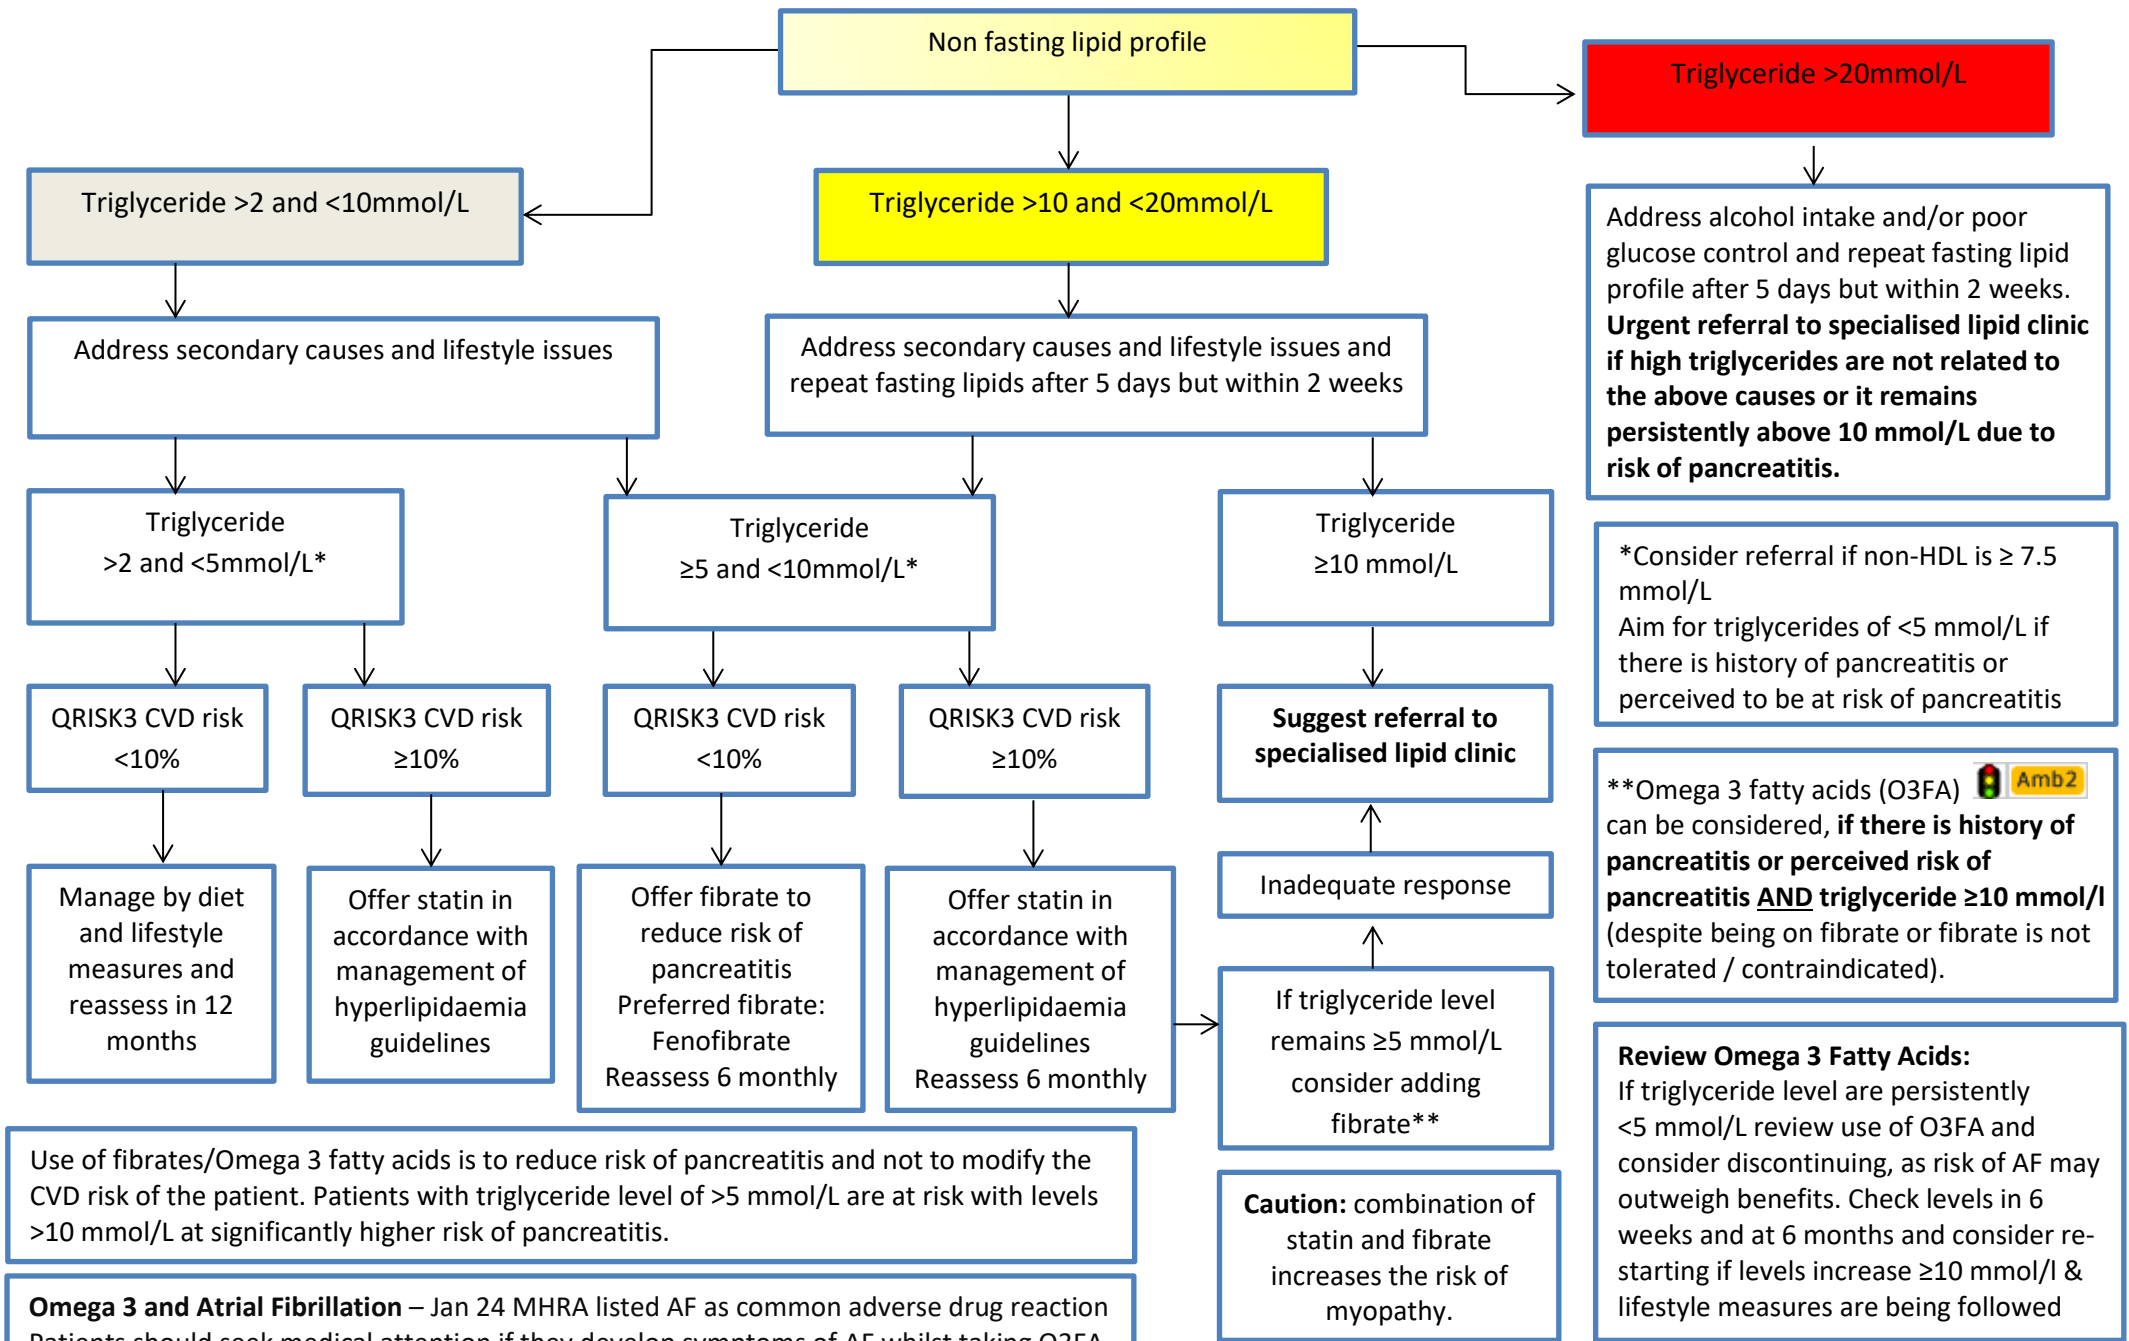 Non fasting lipid profile
Triglyceride >20mmol/L
Triglyceride >2 and <10mmol/L
Triglyceride >10 and <20mmol/L
Address alcohol intake and/or poor
glucose control and repeat fasting lipid
profile after 5 days but within 2 weeks.
Urgent referral to specialised lipid clinic
if high triglycerides are not related to
the above causes or it remains
persistently above 10 mmol/L due to
risk of pancreatitis.
Address secondary causes and lifestyle issues
Address secondary causes and lifestyle issues and
repeat fasting lipids after 5 days but within 2 weeks
Triglyceride
>2 and <5mmol/L*
Triglyceride
≥5 and <10mmol/L*
Triglyceride
≥10 mmol/L
*Consider referral if non-HDL is ≥ 7.5
mmol/L
Aim for triglycerides of <5 mmol/L if
there is history of pancreatitis or
perceived to be at risk of pancreatitis
QRISK3 CVD risk
<10%
QRISK3 CVD risk
≥10%
QRISK3 CVD risk
<10%
QRISK3 CVD risk
≥10%
Suggest referral to
specialised lipid clinic
**Omega 3 fatty acids (O3FA) Amb2
can be considered, if there is history of
pancreatitis or perceived risk of
pancreatitis AND triglyceride ≥10 mmol/l
(despite being on fibrate or fibrate is not
tolerated / contraindicated).
Manage by diet
and lifestyle
measures and
reassess in 12
months
Offer statin in
accordance with
management of
hyperlipidaemia
guidelines
Offer fibrate to
reduce risk of
pancreatitis
Preferred fibrate:
Fenofibrate
Reassess 6 monthly
Offer statin in
accordance with
management of
hyperlipidaemia
guidelines
Reassess 6 monthly
Inadequate response
If triglyceride level
remains ≥5 mmol/L
consider adding
fibrate**
Review Omega 3 Fatty Acids:
If triglyceride level are persistently
<5 mmol/L review use of O3FA and
consider discontinuing, as risk of AF may
outweigh benefits. Check levels in 6
weeks and at 6 months and consider re-
starting if levels increase ≥10 mmol/l &
lifestyle measures are being followed
Use of fibrates/Omega 3 fatty acids is to reduce risk of pancreatitis and not to modify the
CVD risk of the patient. Patients with triglyceride level of >5 mmol/L are at risk with levels
>10 mmol/L at significantly higher risk of pancreatitis.
Caution: combination of
statin and fibrate
increases the risk of
myopathy.
Omega 3 and Atrial Fibrillation – Jan 24 MHRA listed AF as common adverse drug reaction
Patients should seek medical attention if they develop symptoms of AF whilst taking O3FA